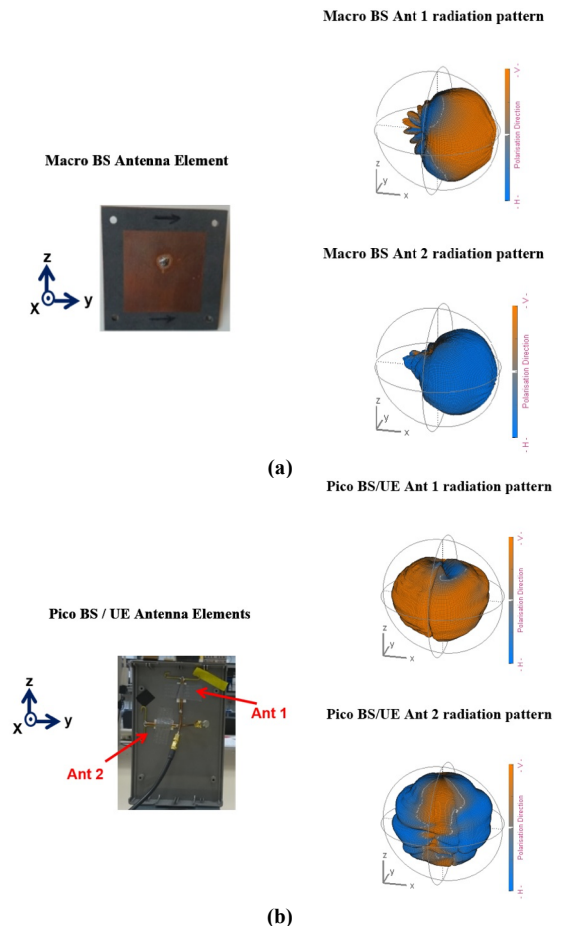 Macro BS Ant 1 radiation pattern
- V -
Polarisation Direction
- H -
z
y
x
Macro BS Antenna Element
z
y
X
Macro BS Ant 2 radiation pattern
- V -
Polarisation Direction
- H -
z
y
x
(a)
Pico BS/UE Ant 1 radiation pattern
- V -
Polarisation Direction
- H -
z
y
x
Pico BS / UE Antenna Elements
z
y
X
Ant 1
Ant 2
Pico BS/UE Ant 2 radiation pattern
- V -
Polarisation Direction
- H -
z
y
x
(b)